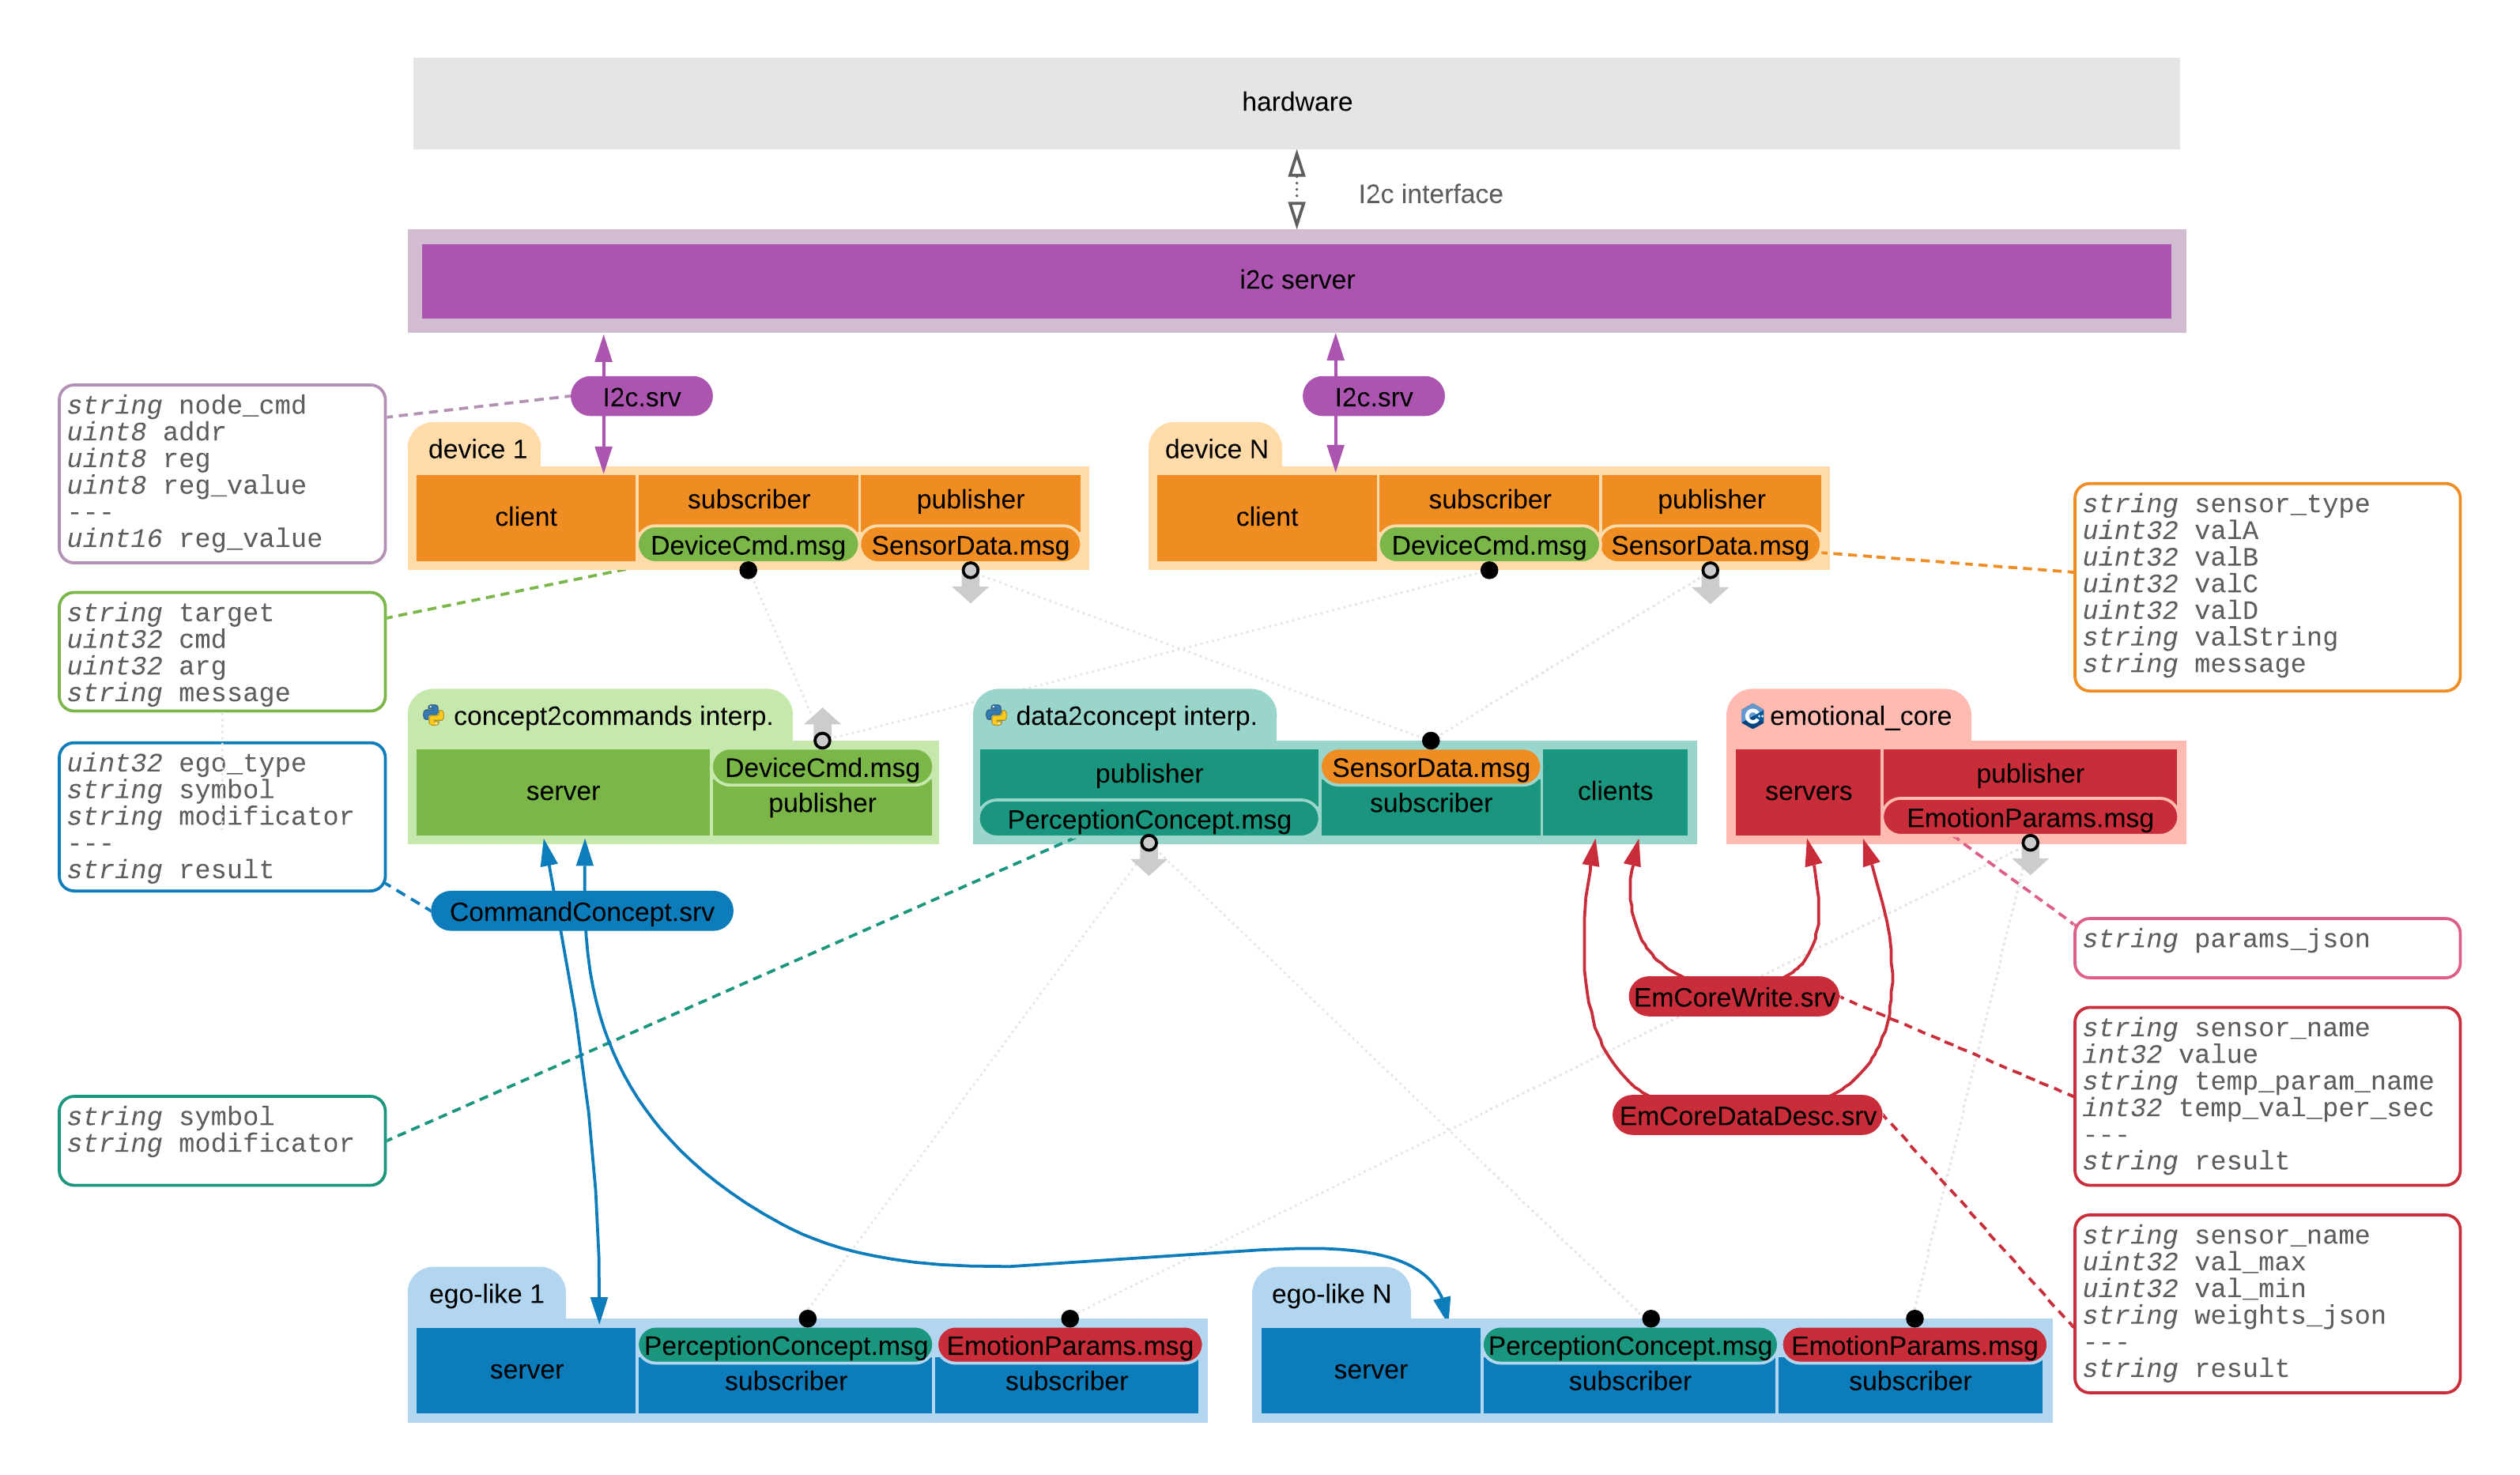 hardware
I2c interface
i2c server
I2c.srv
I2c.srv
string node_cmd
uint8 addr
uint8 reg
uint8 reg_value
---
uint16 reg_value
device 1
client
subscriber
DeviceCmd.msg
publisher
SensorData.msg
device N
client
subscriber
DeviceCmd.msg
publisher
SensorData.msg
string sensor_type
uint32 valA
uint32 valB
uint32 valC
uint32 valD
string valString
string message
string target
uint32 cmd
uint32 arg
string message
concept2commands interp.
server
DeviceCmd.msg
publisher
data2concept interp.
publisher
PerceptionConcept.msg
SensorData.msg
subscriber
clients
emotional_core
servers
publisher
EmotionParams.msg
uint32 ego_type
string symbol
string modificator
---
string result
CommandConcept.srv
string params_json
EmCoreWrite.srv
string sensor_name
int32 value
string temp_param_name
int32 temp_val_per_sec
---
string result
EmCoreDataDesc.srv
string symbol
string modificator
string sensor_name
uint32 val_max
uint32 val_min
string weights_json
---
string result
ego-like 1
server
PerceptionConcept.msg
subscriber
EmotionParams.msg
subscriber
ego-like N
server
PerceptionConcept.msg
subscriber
EmotionParams.msg
subscriber